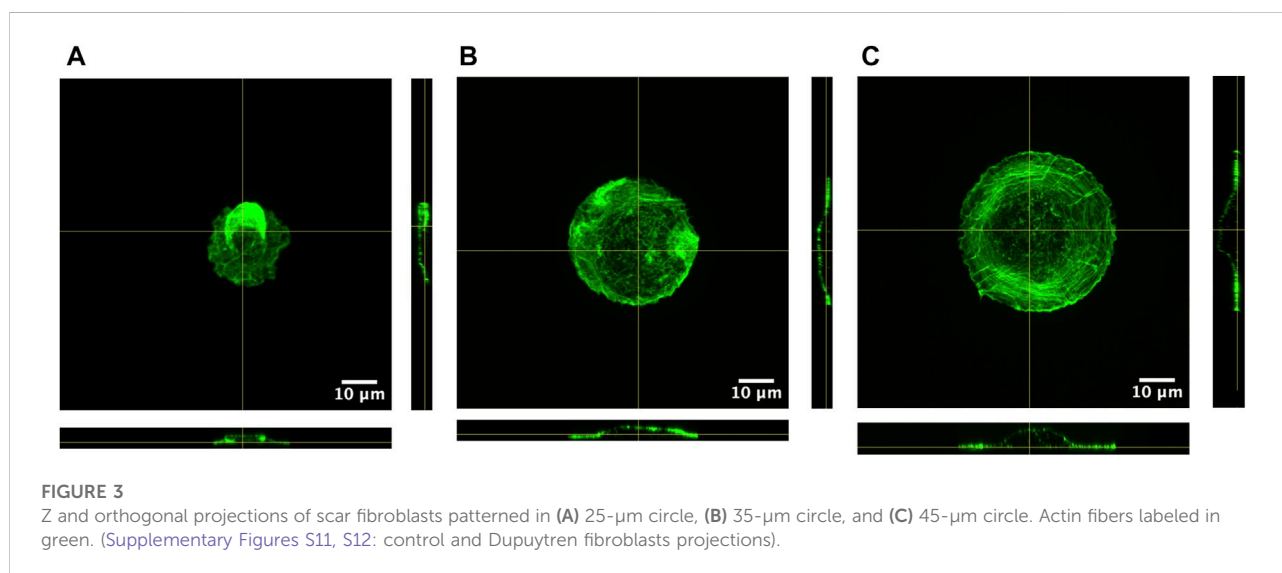 A
B
C
10 µm
10 µm
10 µm
FIGURE 3
Z and orthogonal projections of scar fibroblasts patterned in (A) 25-µm circle, (B) 35-µm circle, and (C) 45-µm circle. Actin fibers labeled in
green. (Supplementary Figures S11, S12: control and Dupuytren fibroblasts projections).